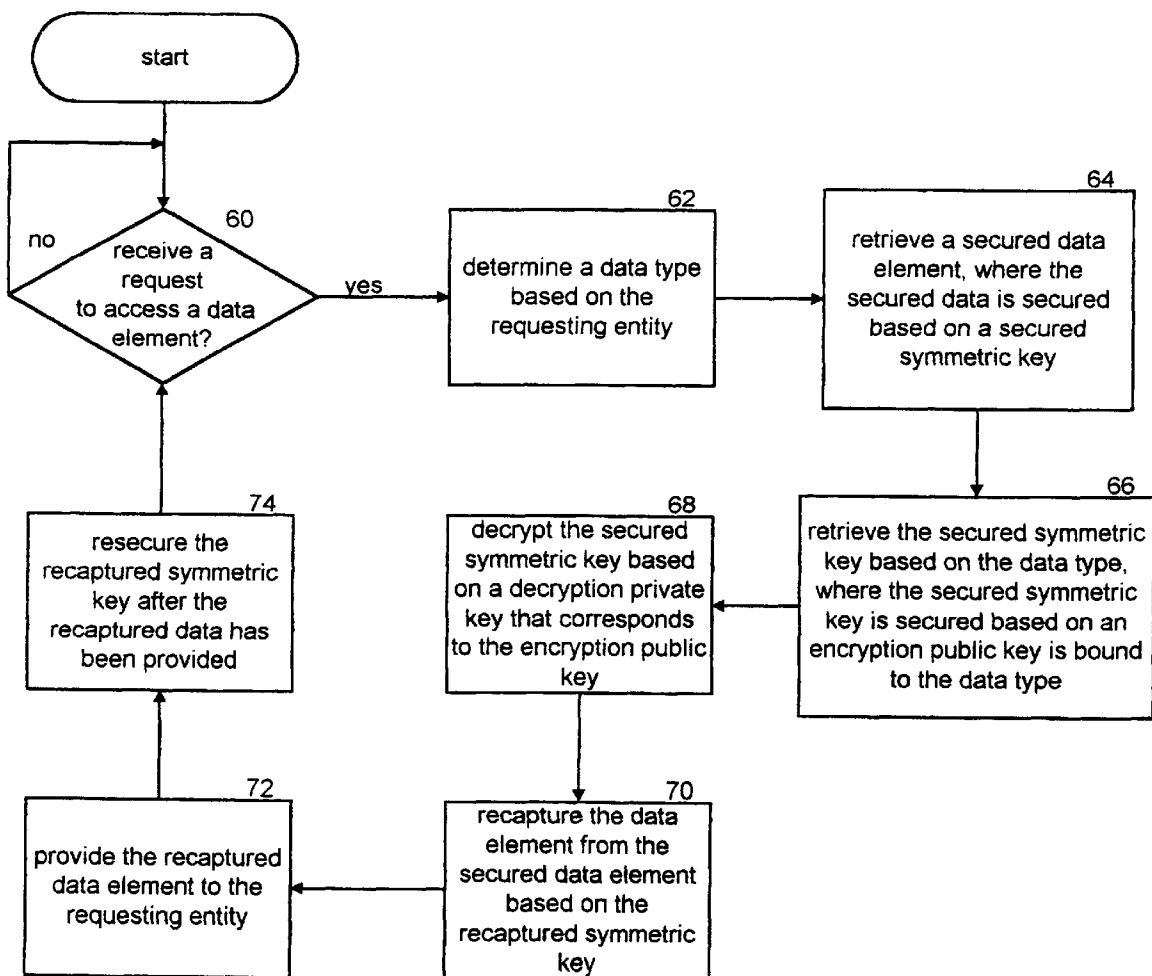 start
60
no
receive a
request
to access a data
element?
yes
62
determine a data type
based on the
requesting entity
64
retrieve a secured data
element, where the
secured data is secured
based on a secured
symmetric key
66
retrieve the secured symmetric
key based on the data type,
where the secured symmetric
key is secured based on an
encryption public key is bound
to the data type
68
decrypt the secured
symmetric key based
on a decryption private
key that corresponds
to the encryption public
key
70
recapture the data
element from the
secured data element
based on the
recaptured symmetric
key
72
provide the recaptured
data element to the
requesting entity
74
resecure the
recaptured symmetric
key after the
recaptured data has
been provided